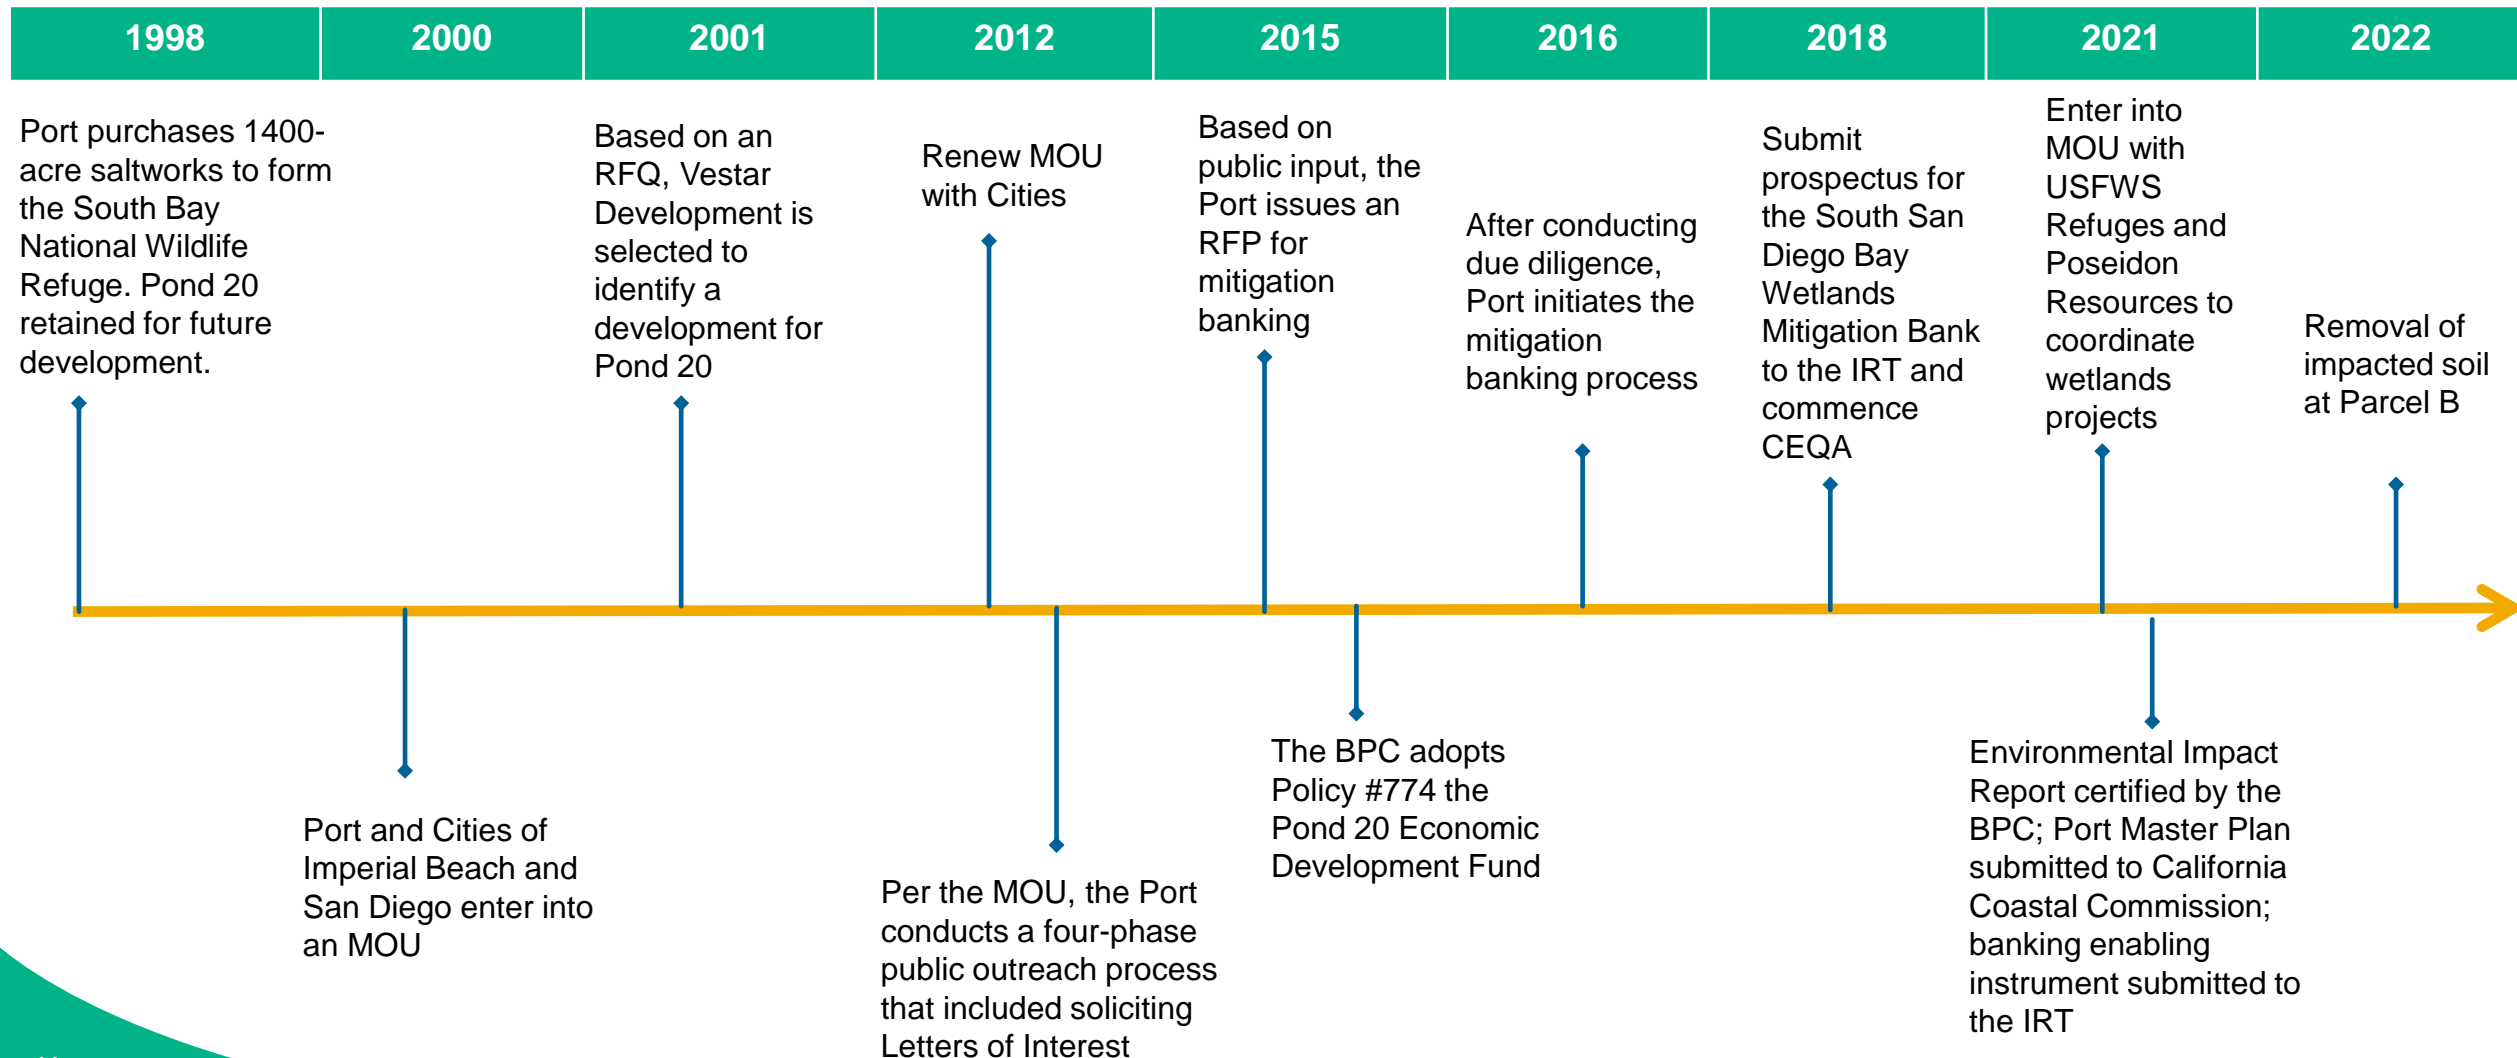 1998
2000
2001
2012
2015
2016
2018
2021
2022
Port purchases 1400-
acre saltworks to form
the South Bay
National Wildlife
Refuge. Pond 20
retained for future
development.
Based on an
RFQ, Vestar
Development is
selected to
identify a
development for
Pond 20
Renew MOU
with Cities
Based on
public input, the
Port issues an
RFP for
mitigation
banking
After conducting
due diligence,
Port initiates the
mitigation
banking process
Submit
prospectus for
the South San
Diego Bay
Wetlands
Mitigation Bank
to the IRT and
commence
CEQA
Enter into
MOU with
USFWS
Refuges and
Poseidon
Resources to
coordinate
wetlands
projects
Removal of
impacted soil
at Parcel B
Port and Cities of
Imperial Beach and
San Diego enter into
an MOU
Per the MOU, the Port
conducts a four-phase
public outreach process
that included soliciting
Letters of Interest
The BPC adopts
Policy #774 the
Pond 20 Economic
Development Fund
Environmental Impact
Report certified by the
BPC; Port Master Plan
submitted to California
Coastal Commission;
banking enabling
instrument submitted to
the IRT